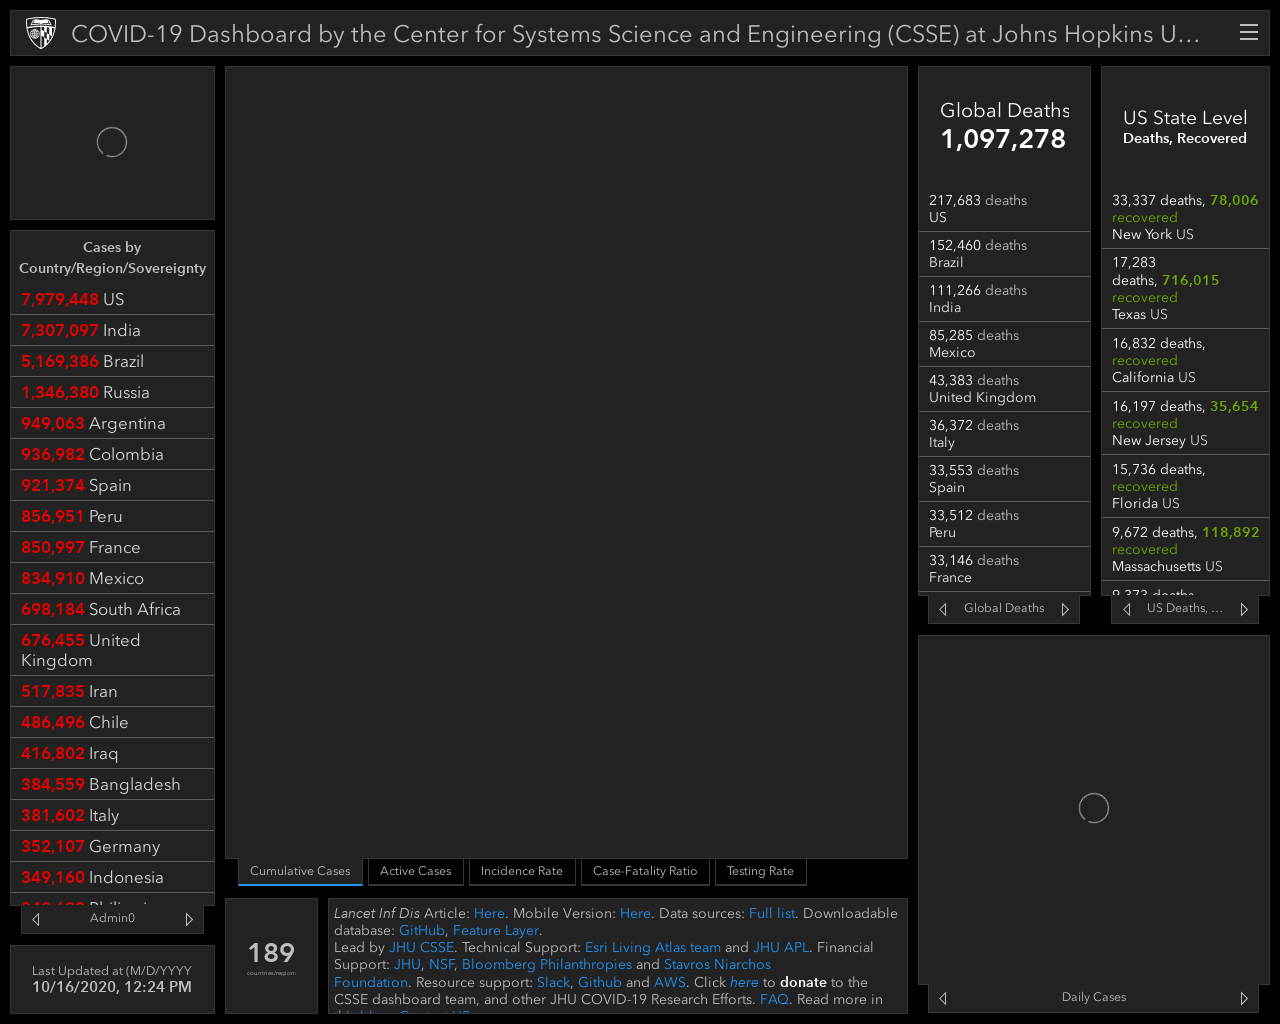 COVID-19 Dashboard by the Center for Systems Science and Engineering (CSSE) at Johns Hopkins U…
Cases by
Country/Region/Sovereignty
7,979,448 US
7,307,097 India
5,169,386 Brazil
1,346,380 Russia
949,063 Argentina
936,982 Colombia
921,374 Spain
856,951 Peru
850,997 France
834,910 Mexico
698,184 South Africa
676,455 United
Kingdom
517,835 Iran
486,496 Chile
416,802 Iraq
384,559 Bangladesh
381,602 Italy
352,107 Germany
349,160 Indonesia
Admin0
Last Updated at (M/D/YYYY
10/16/2020, 12:24 PM
Cumulative Cases
Active Cases
Incidence Rate
Case-Fatality Ratio
Testing Rate
189
countries/region
Lancet Inf Dis Article: Here. Mobile Version: Here. Data sources: Full list. Downloadable
database: GitHub, Feature Layer.
Lead by JHU CSSE. Technical Support: Esri Living Atlas team and JHU APL. Financial
Support: JHU, NSF, Bloomberg Philanthropies and Stavros Niarchos
Foundation. Resource support: Slack, Github and AWS. Click here to donate to the
CSSE dashboard team, and other JHU COVID-19 Research Efforts. FAQ. Read more in
Global Deaths
1,097,278
217,683 deaths
US
152,460 deaths
Brazil
111,266 deaths
India
85,285 deaths
Mexico
43,383 deaths
United Kingdom
36,372 deaths
Italy
33,553 deaths
Spain
33,512 deaths
Peru
33,146 deaths
France
Global Deaths
US State Level
Deaths, Recovered
33,337 deaths, 78,006
recovered
New York US
17,283
deaths, 716,015
recovered
Texas US
16,832 deaths,
recovered
California US
16,197 deaths, 35,654
recovered
New Jersey US
15,736 deaths,
recovered
Florida US
9,672 deaths, 118,892
recovered
Massachusetts US
US Deaths, …
Daily Cases